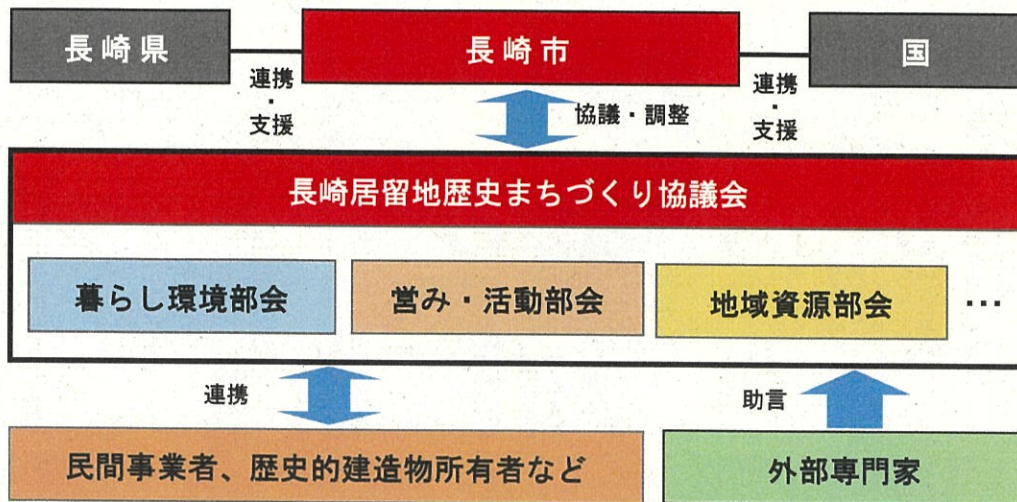 長崎県
長崎市
国
連携
・
支援
協議・調整
連携
・
支援
長崎居留地歴史まちづくり協議会
暮らし環境部会
営み・活動部会
地域資源部会
…
連携
助言
民間事業者、歴史的建造物所有者など
外部専門家